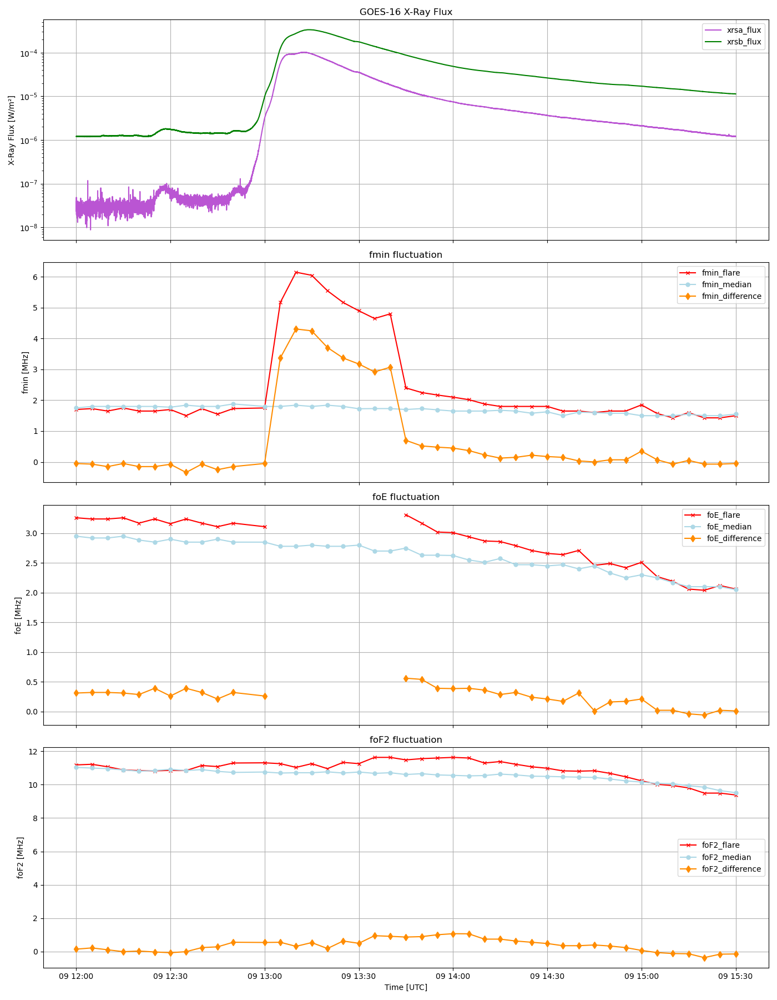 GOES-16 X-Ray Flux
X-Ray Flux [W/m²]
10⁻⁴
10⁻⁵
10⁻⁶
10⁻⁷
10⁻⁸
xrsa_flux
xrsb_flux
fmin fluctuation
fmin [MHz]
6
5
4
3
2
1
0
fmin_flare
fmin_median
fmin_difference
foE fluctuation
foE [MHz]
3.0
2.5
2.0
1.5
1.0
0.5
0.0
foE_flare
foE_median
foE_difference
foF2 fluctuation
foF2 [MHz]
12
10
8
6
4
2
0
foF2_flare
foF2_median
foF2_difference
09 12:00 09 12:30 09 13:00 09 13:30 09 14:00 09 14:30 09 15:00 09 15:30
Time [UTC]